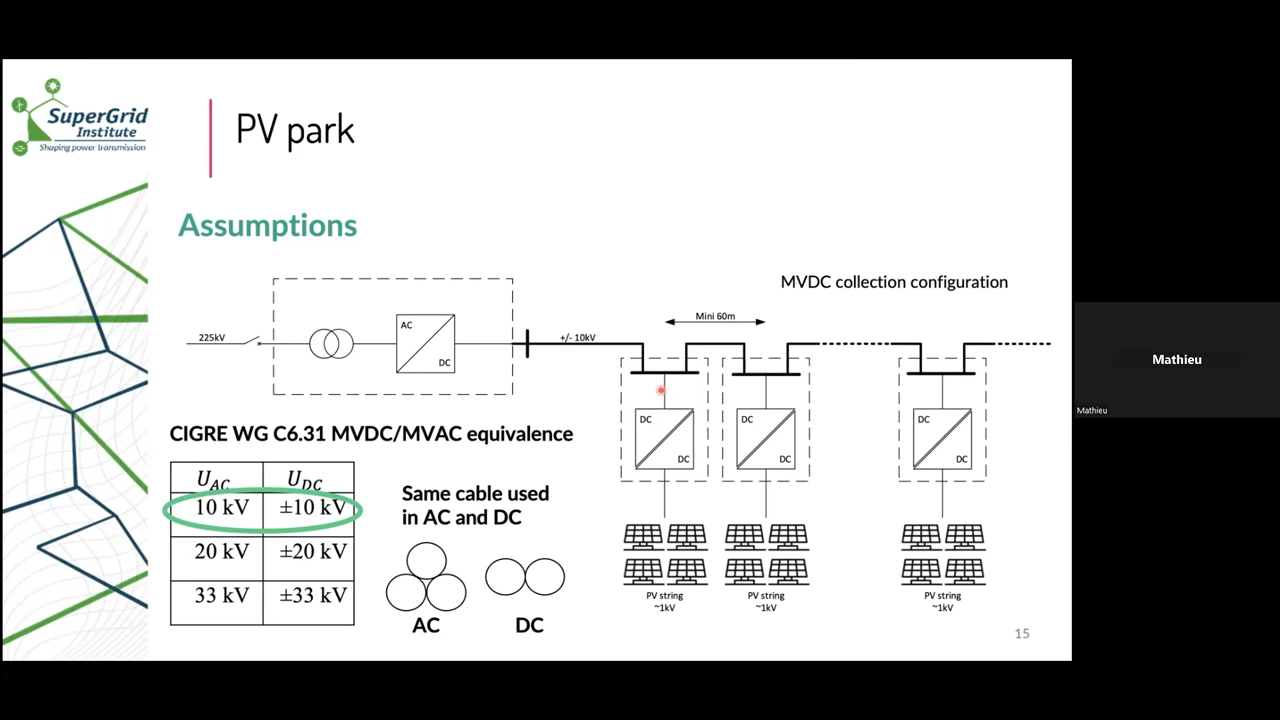 SuperGrid
Institute
Shaping power transmission
PV park
Assumptions
MVDC collection configuration
225kV
AC
DC
+/- 10kV
Mini 60m
DC
DC
DC
DC
DC
DC
CIGRE WG C6.31 MVDC/MVAC equivalence
U_AC U_DC
10 kV ±10 kV
20 kV ±20 kV
33 kV ±33 kV
Same cable used
in AC and DC
AC DC
PV string
~1kV
PV string
~1kV
PV string
~1kV
15
Mathieu
Mathieu